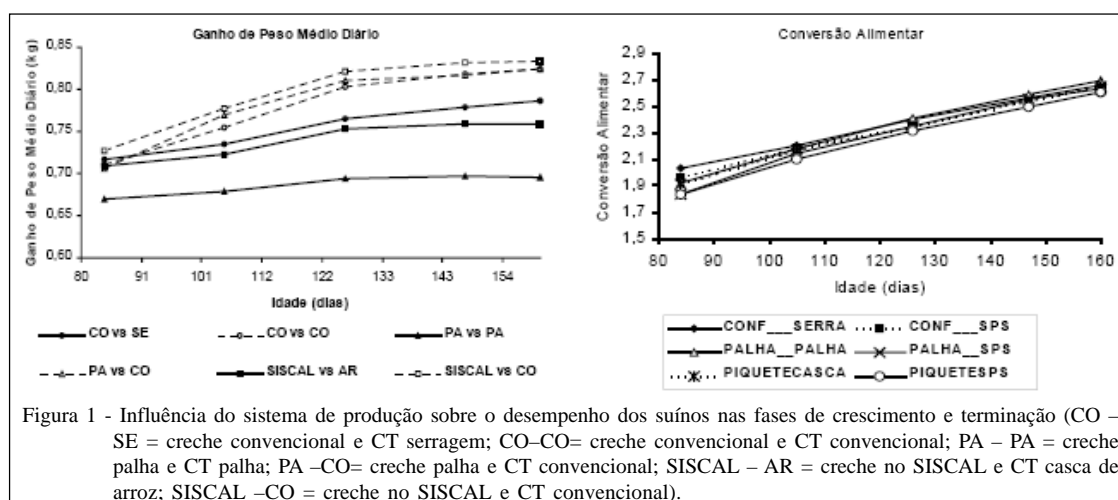 Ganho de Peso Médio Diário
Ganho de Peso Médio Diário (kg)
0,85
0,80
0,75
0,70
0,65
0,60
80 91 101 112 122 133 143 154
Idade (dias)
CO vs SE CO vs CO PA vs PA
PA vs CO SISCAL vs AR SISCAL vs CO
Conversão Alimentar
Conversão Alimentar
2,9
2,7
2,5
2,3
2,1
1,9
1,7
1,5
80 90 100 110 120 130 140 150 160
Idade (dias)
CONF___SERRA CONF___SPS
PALHA__PALHA PALHA__SPS
PIQUETECASCA PIQUETESPS
Figura 1 - Influência do sistema de produção sobre o desempenho dos suínos nas fases de crescimento e terminação (CO –
SE = creche convencional e CT serragem; CO–CO= creche convencional e CT convencional; PA – PA = creche
palha e CT palha; PA –CO= creche palha e CT convencional; SISCAL – AR = creche no SISCAL e CT casca de
arroz; SISCAL –CO = creche no SISCAL e CT convencional).